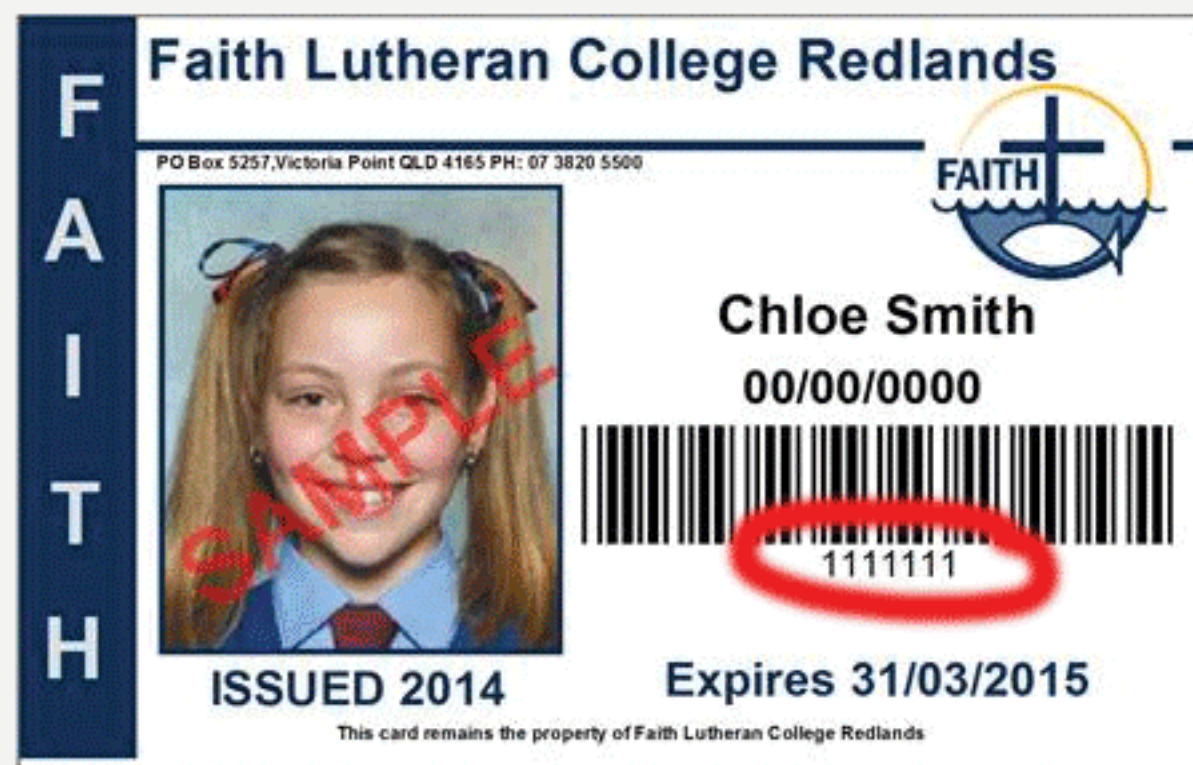 FAITH
Faith Lutheran College Redlands
PO Box 5257,Victoria Point QLD 4165 PH: 07 3820 5500
FAITH
Chloe Smith
00/00/0000
1111111
SAMPLE
ISSUED 2014
Expires 31/03/2015
This card remains the property of Faith Lutheran College Redlands